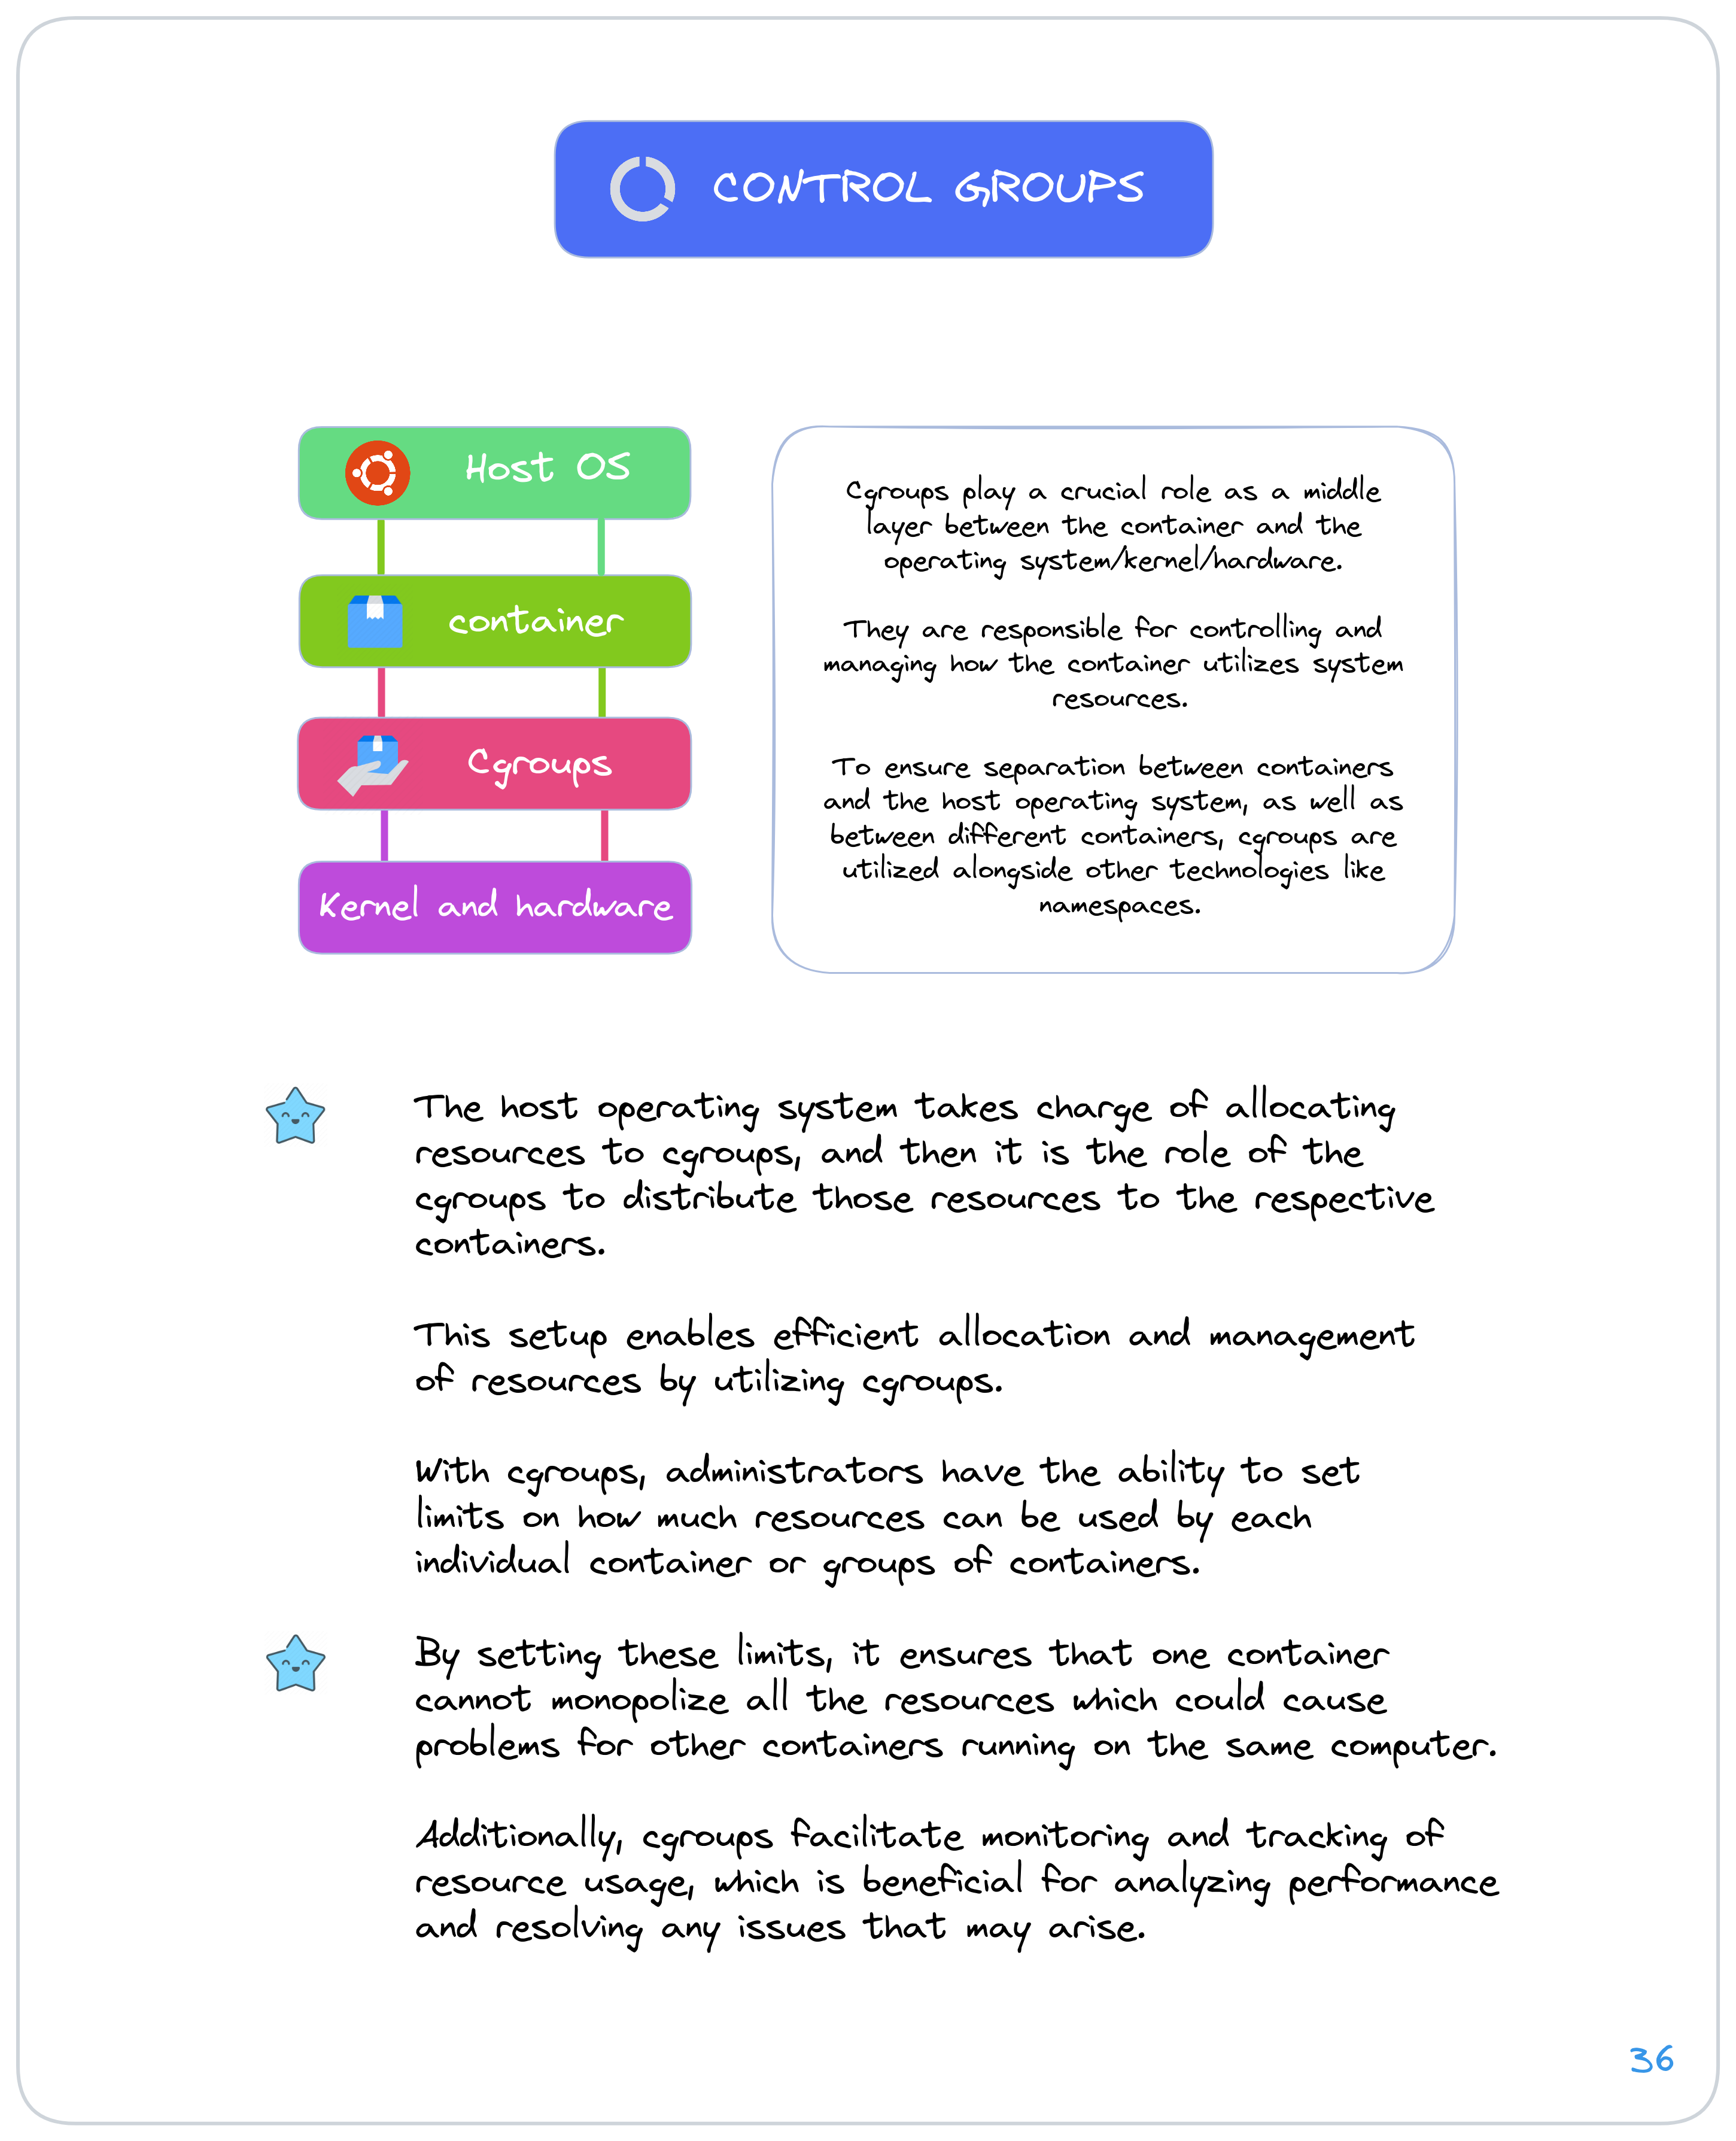 CONTROL GROUPS
Host OS
container
Cgroups
Kernel and hardware
Cgroups play a crucial role as a middle
layer between the container and the
operating system/kernel/hardware.
They are responsible for controlling and
managing how the container utilizes system
resources.
To ensure separation between containers
and the host operating system, as well as
between different containers, cgroups are
utilized alongside other technologies like
namespaces.
The host operating system takes charge of allocating
resources to cgroups, and then it is the role of the
cgroups to distribute those resources to the respective
containers.
This setup enables efficient allocation and management
of resources by utilizing cgroups.
With cgroups, administrators have the ability to set
limits on how much resources can be used by each
individual container or groups of containers.
By setting these limits, it ensures that one container
cannot monopolize all the resources which could cause
problems for other containers running on the same computer.
Additionally, cgroups facilitate monitoring and tracking of
resource usage, which is beneficial for analyzing performance
and resolving any issues that may arise.
36